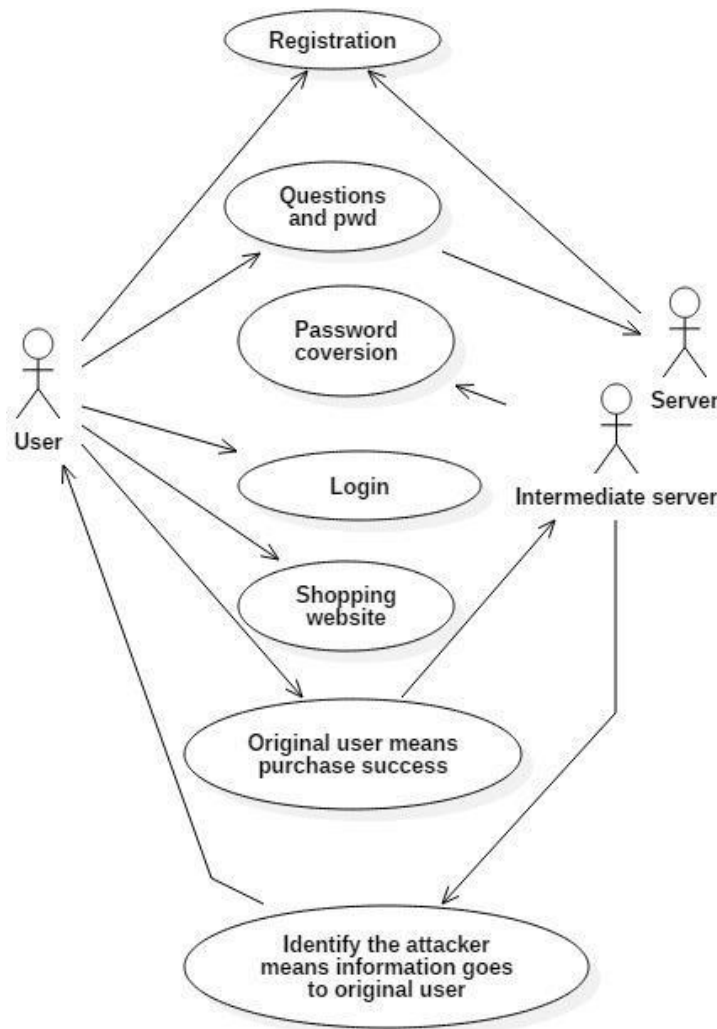 Registration
Questions
and pwd
Password
coversion
Server
User
Login
Intermediate server
Shopping
website
Original user means
purchase success
Identify the attacker
means information goes
to original user